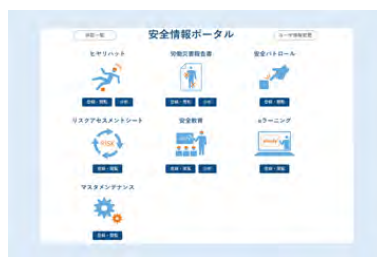 安全情報ポータル
ヒヤリハット
労働災害報告書
安全パトロール
登録・閲覧
分析
登録・閲覧
分析
登録・閲覧
リスクアセスメントシート
安全教育
eラーニング
RISK
study
登録・閲覧
登録・閲覧
分析
登録・閲覧
マスタメンテナンス
登録・閲覧